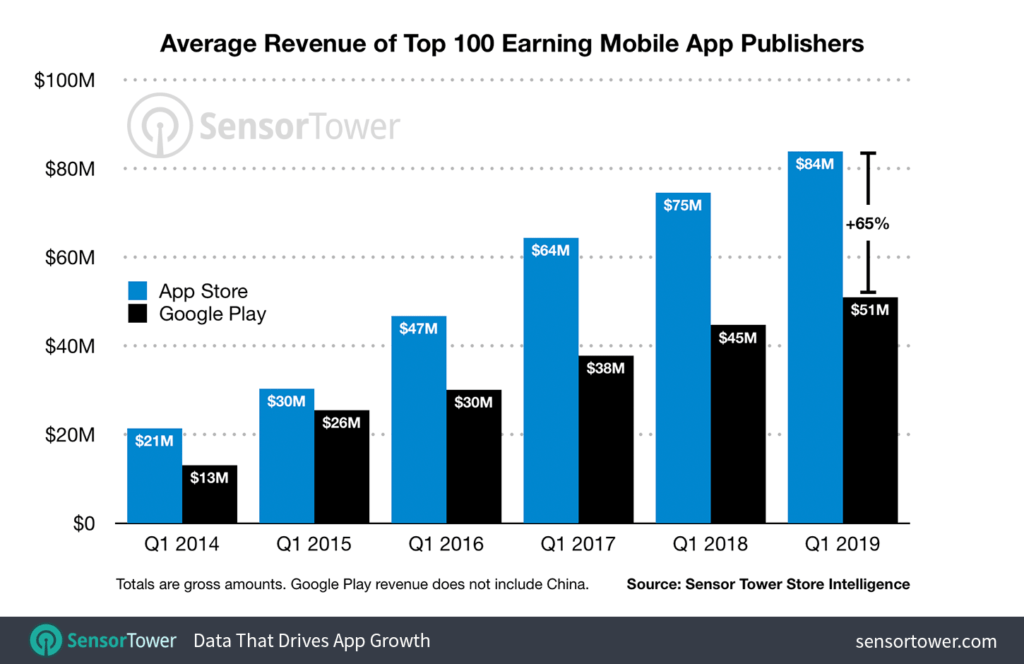 Average Revenue of Top 100 Earning Mobile App Publishers
$100M
SensorTower
$80M
$84M
$75M
+65%
$60M
$64M
App Store
Google Play
$51M
$47M
$45M
$40M
$38M
$30M
$30M
$26M
$20M
$21M
$13M
$0
Q1 2014 Q1 2015 Q1 2016 Q1 2017 Q1 2018 Q1 2019
Totals are gross amounts. Google Play revenue does not include China. Source: Sensor Tower Store Intelligence
SensorTower Data That Drives App Growth sensortower.com